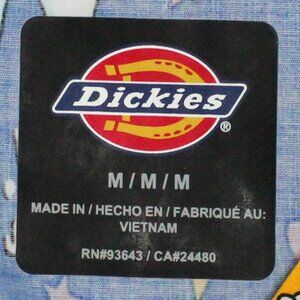 Dickies®
M / M / M
MADE IN / HECHO EN / FABRIQUÉ AU:
VIETNAM
RN#93643 / CA#24480